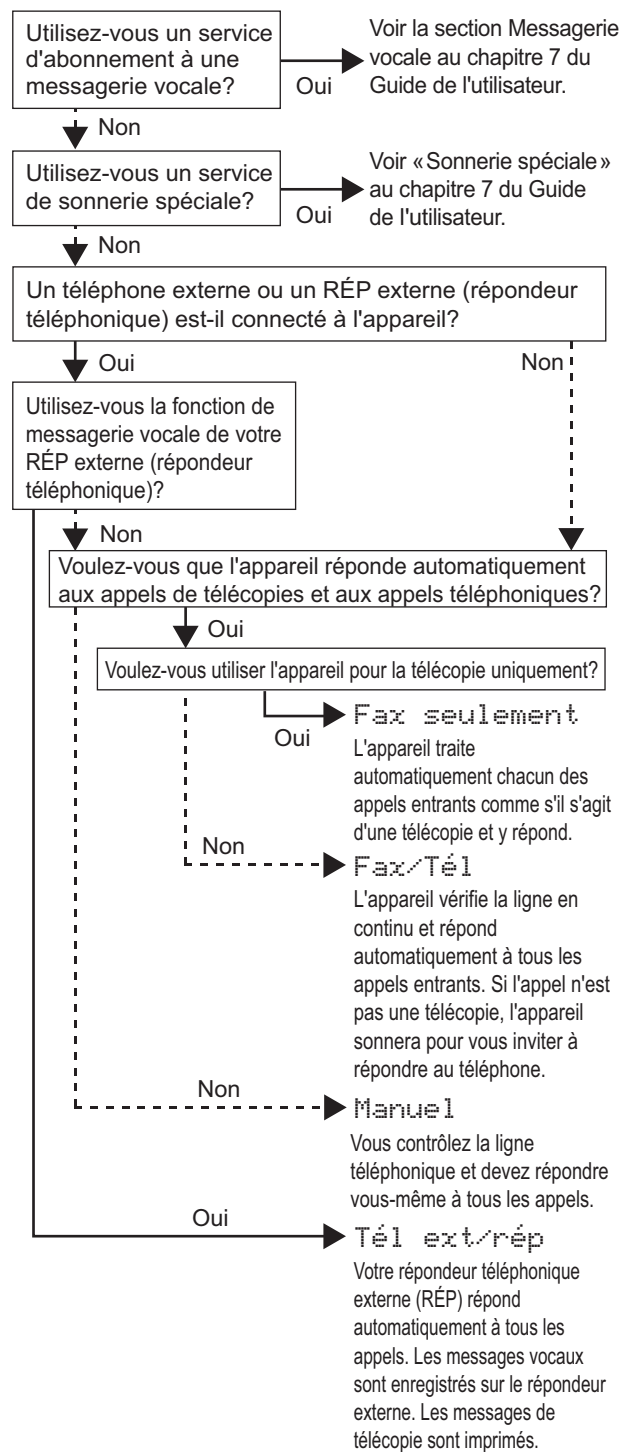 Utilisez-vous un service
d'abonnement à une
messagerie vocale?
Oui
Voir la section Messagerie
vocale au chapitre 7 du
Guide de l'utilisateur.
Non
Utilisez-vous un service
de sonnerie spéciale?
Oui
Voir «Sonnerie spéciale»
au chapitre 7 du Guide
de l'utilisateur.
Non
Un téléphone externe ou un RÉP externe (répondeur
téléphonique) est-il connecté à l'appareil?
Oui
Non
Utilisez-vous la fonction de
messagerie vocale de votre
RÉP externe (répondeur
téléphonique)?
Non
Voulez-vous que l'appareil réponde automatiquement
aux appels de télécopies et aux appels téléphoniques?
Oui
Voulez-vous utiliser l'appareil pour la télécopie uniquement?
Oui
Fax seulement
L'appareil traite
automatiquement chacun des
appels entrants comme s'il s'agit
d'une télécopie et y répond.
Non
Fax/Tél
L'appareil vérifie la ligne en
continu et répond
automatiquement à tous les
appels entrants. Si l'appel n'est
pas une télécopie, l'appareil
sonnera pour vous inviter à
répondre au téléphone.
Non
Manuel
Vous contrôlez la ligne
téléphonique et devez répondre
vous-même à tous les appels.
Oui
Tél ext/rép
Votre répondeur téléphonique
externe (RÉP) répond
automatiquement à tous les
appels. Les messages vocaux
sont enregistrés sur le répondeur
externe. Les messages de
télécopie sont imprimés.